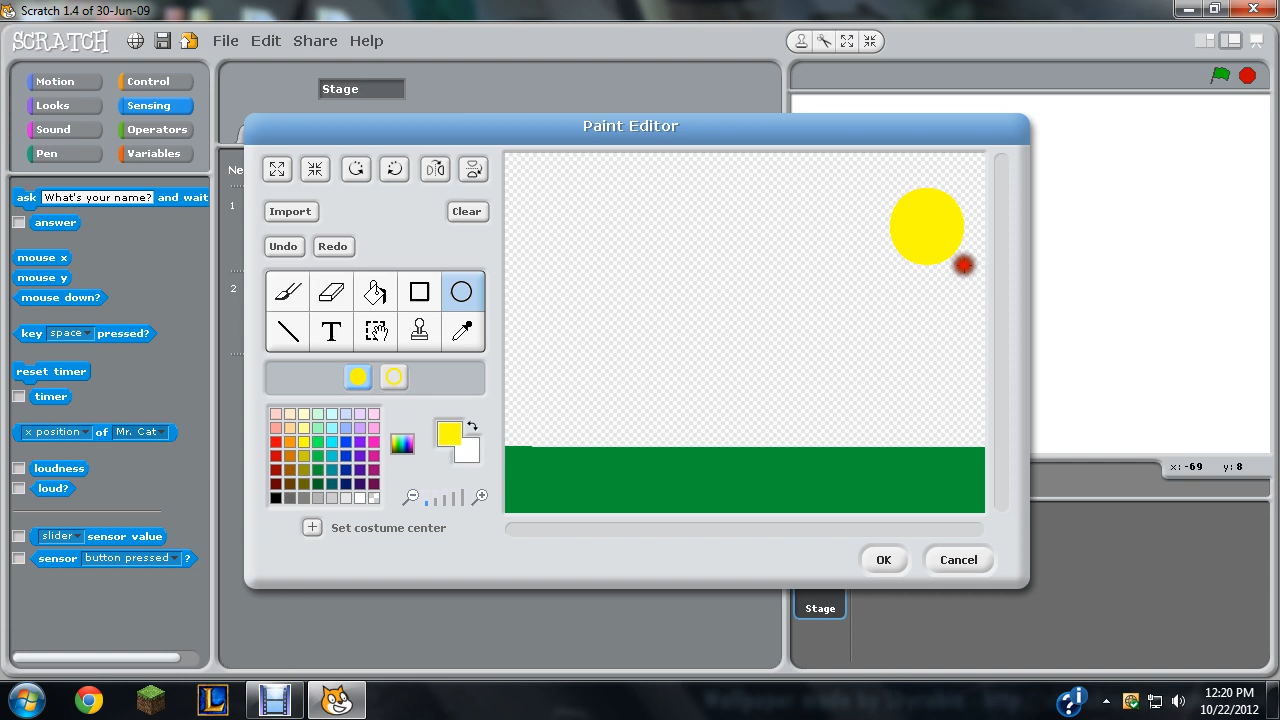 Scratch 1.4 of 30-Jun-09
SCRATCH File Edit Share Help
Motion Control
Looks Sensing
Sound Operators
Pen Variables
ask What's your name? and wait
answer
mouse x
mouse y
mouse down?
key space pressed?
reset timer
timer
x position of Mr. Cat
loudness
loud?
slider sensor value
sensor button pressed ?
Stage
Ne
1
2
Paint Editor
Import Clear
Undo Redo
T
Set costume center
OK Cancel
x: -69 y: 8
Stage
12:20 PM
10/22/2012